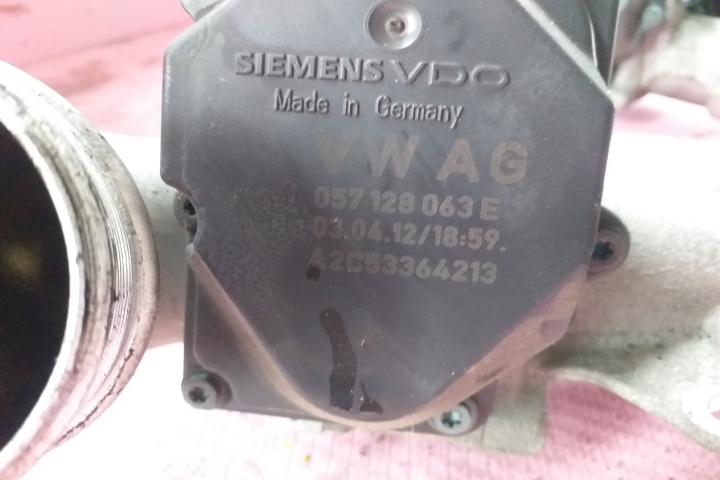 SIEMENS VDO
Made in Germany
VW AG
057 128 063 E
03.04.12/18:59.
A2C53364213